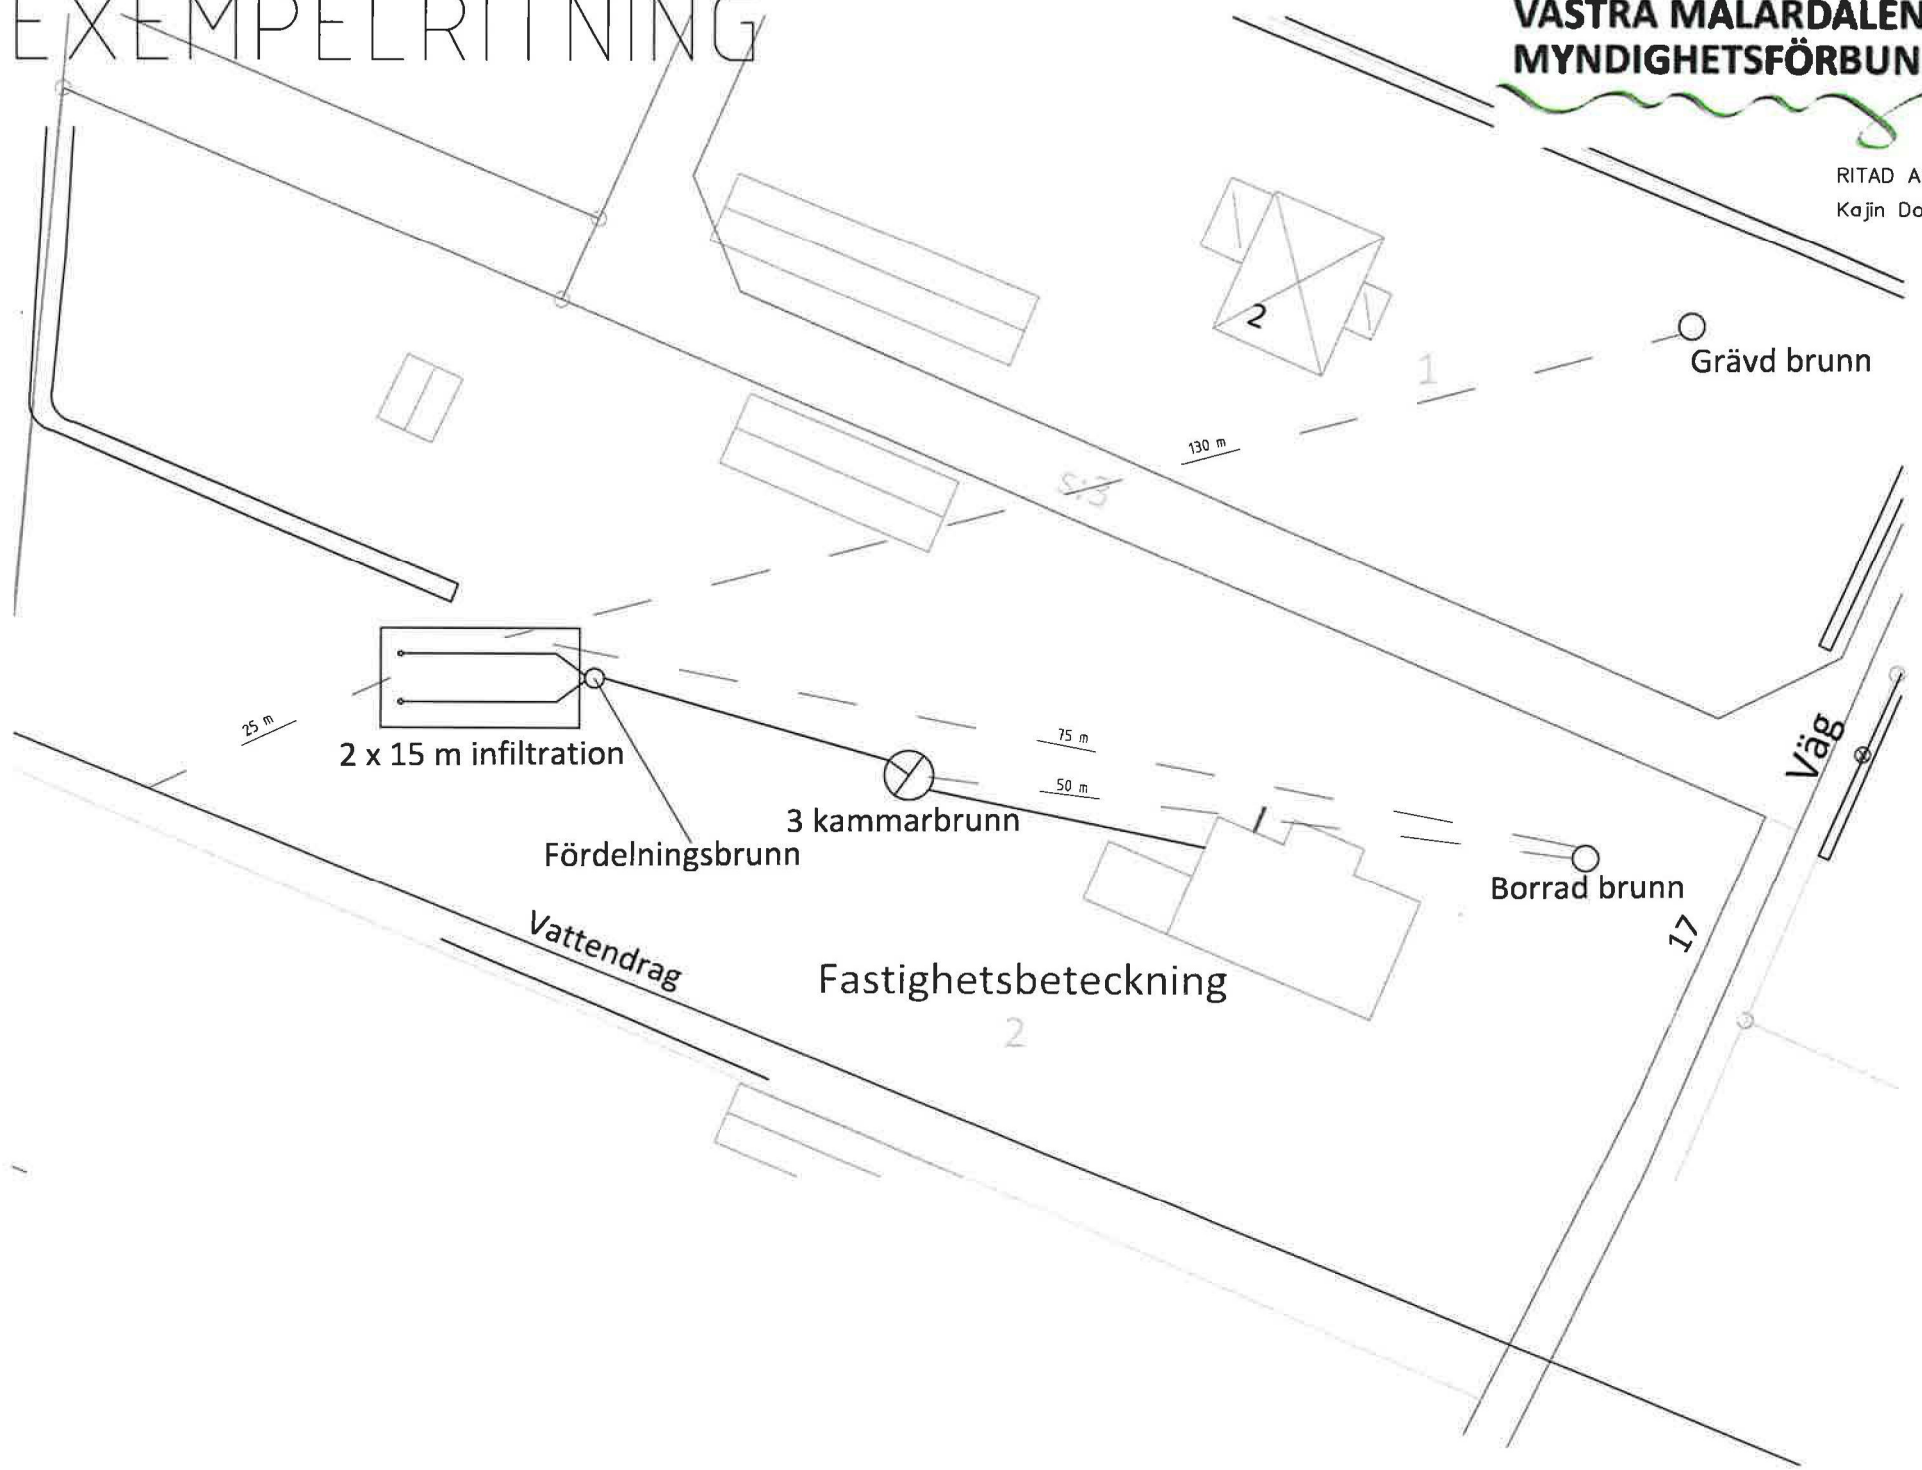 EXEMPELRITNING
VÄSTRA MÄLARDALEN
MYNDIGHETSFÖRBUN
RITAD A
Kajin Do
2
1
Grävd brunn
130 m
s:3
25 m
2 x 15 m infiltration
75 m
50 m
3 kammarbrunn
Fördelningsbrunn
Väg
Borrad brunn
17
Vattendrag
Fastighetsbeteckning
2